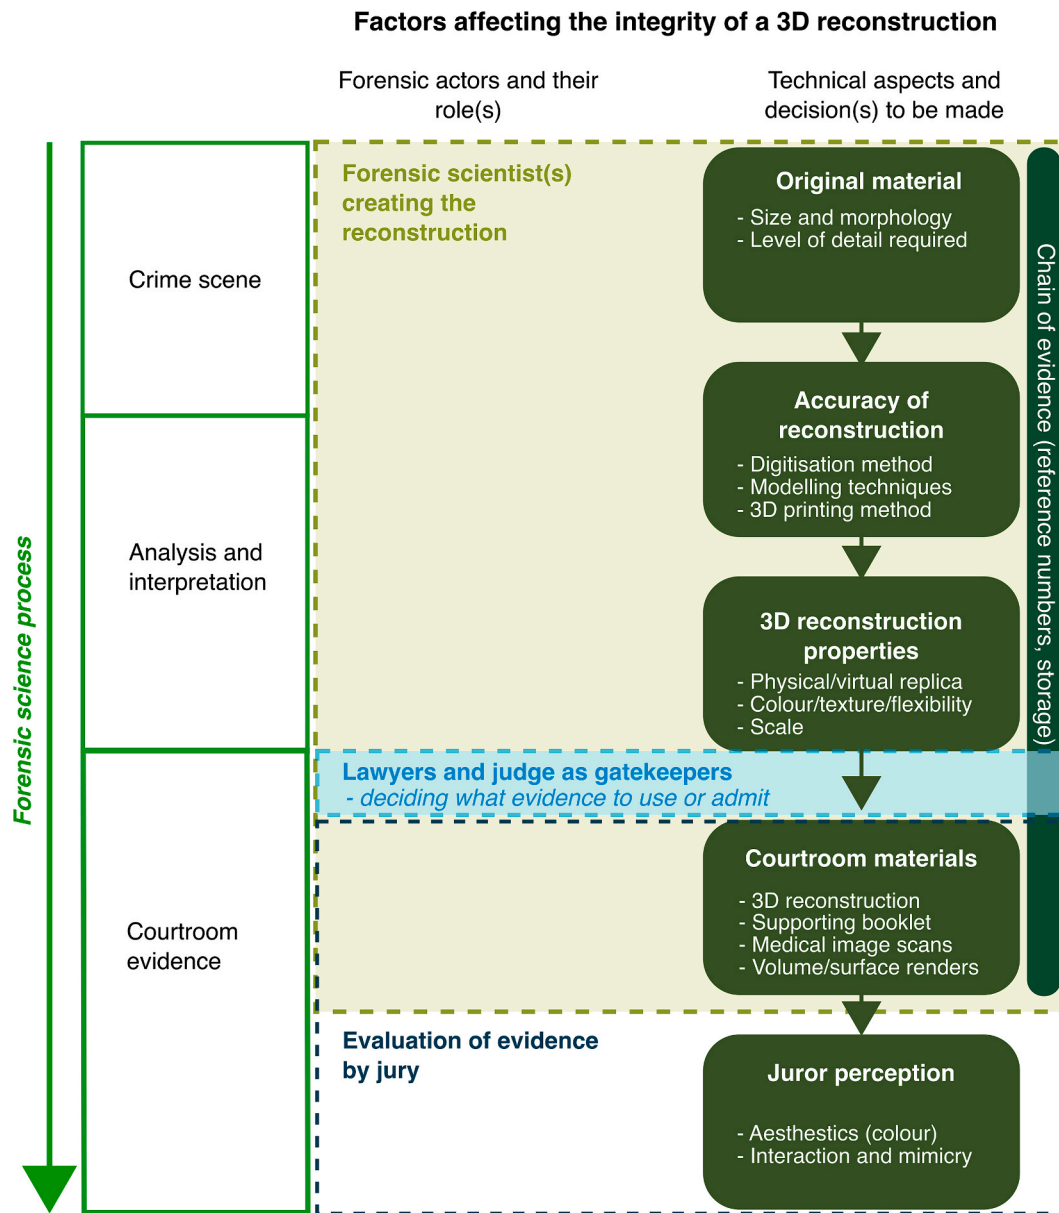 Factors affecting the integrity of a 3D reconstruction
Forensic actors and their
role(s)
Technical aspects and
decision(s) to be made
Forensic science process
Crime scene
Analysis and
interpretation
Courtroom
evidence
Forensic scientist(s)
creating the
reconstruction
Original material
- Size and morphology
- Level of detail required
Accuracy of
reconstruction
- Digitisation method
- Modelling techniques
- 3D printing method
3D reconstruction
properties
- Physical/virtual replica
- Colour/texture/flexibility
- Scale
Chain of evidence (reference numbers, storage)
Lawyers and judge as gatekeepers
- deciding what evidence to use or admit
Courtroom materials
- 3D reconstruction
- Supporting booklet
- Medical image scans
- Volume/surface renders
Evaluation of evidence
by jury
Juror perception
- Aesthestics (colour)
- Interaction and mimicry